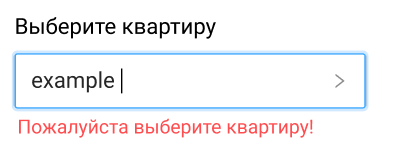 Выберите квартиру
example
Пожалуйста выберите квартиру!